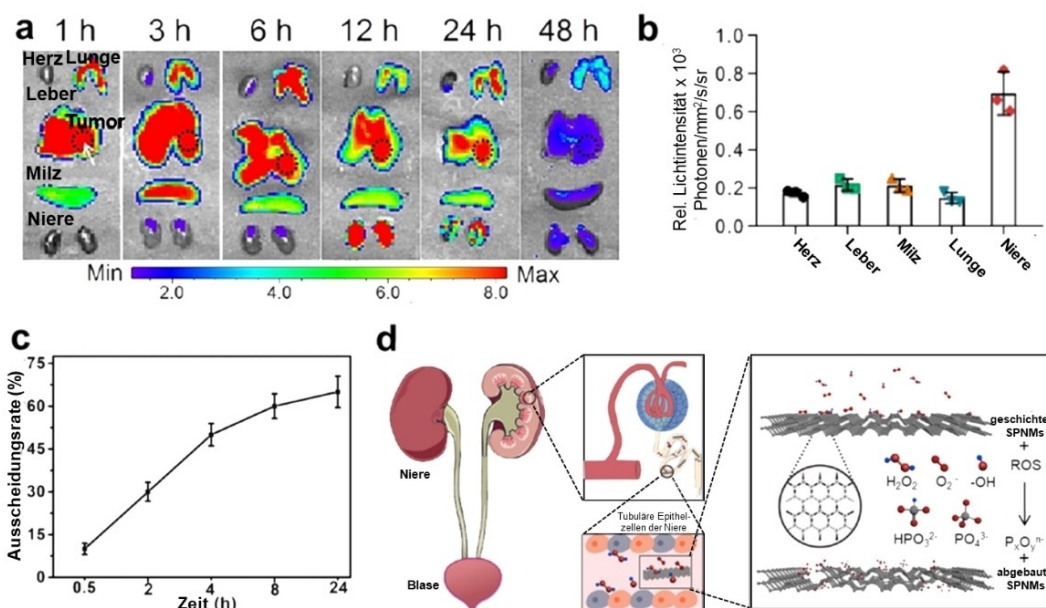 a
1 h 3 h 6 h 12 h 24 h 48 h
Herz Lunge
Leber
Tumor
Milz
Niere
Min Max
2.0 4.0 6.0 8.0
b
Rel. Lichtintensität x 10³
Photonen/mm²/s/sr
1.0
0.8
0.6
0.4
0.2
0.0
Herz Leber Milz Lunge Niere
c
Ausscheidungsrate (%)
75
60
45
30
15
0
0.5 2 4 8 24
Zeit (h)
d
Niere
Blase
Tubuläre Epithel-
zellen der Niere
geschichtete
SPNMs
+
ROS
H₂O₂ O₂·⁻ ·OH
HPO₃²⁻ PO₄³⁻
PₓOᵧⁿ⁻
+
abgebaute
SPNMs